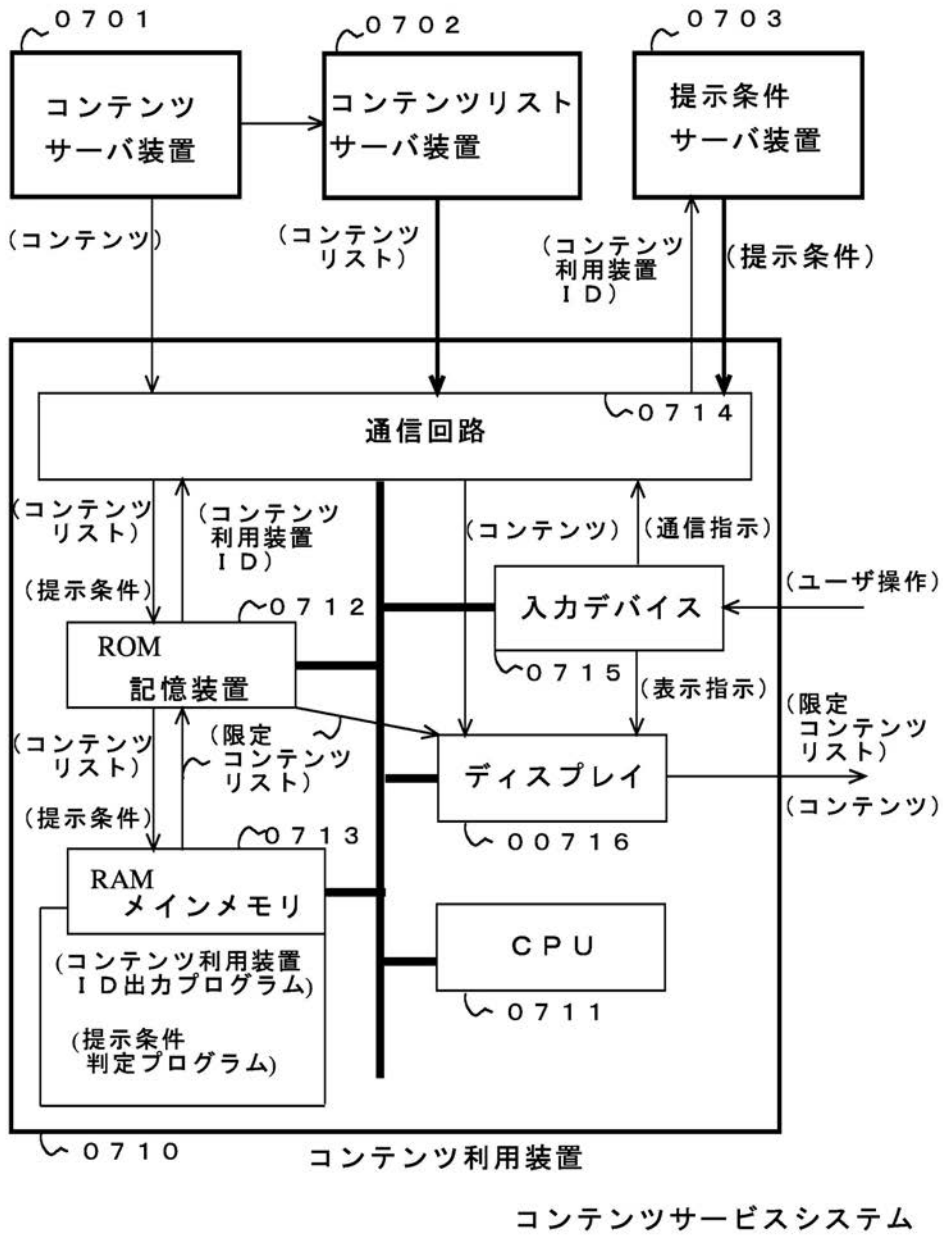 ０７０１
０７０２
０７０３
コンテンツ
サーバ装置
コンテンツリスト
サーバ装置
提示条件
サーバ装置
（コンテンツ）
（コンテンツ
リスト）
（コンテンツ
利用装置
ＩＤ）
（提示条件）
０７１４
通信回路
（コンテンツ
リスト）
（提示条件）
（コンテンツ
利用装置
ＩＤ）
（コンテンツ）
（通信指示）
（ユーザ操作）
０７１２
ROM
記憶装置
入力デバイス
０７１５
（表示指示）
（限定
コンテンツ
リスト）
（コンテンツ）
（コンテンツ
リスト）
（提示条件）
（限定
コンテンツ
リスト）
ディスプレイ
００７１６
０７１３
RAM
メインメモリ
ＣＰＵ
０７１１
(コンテンツ利用装置
ＩＤ出力プログラム)
(提示条件
判定プログラム)
０７１０
コンテンツ利用装置
コンテンツサービスシステム